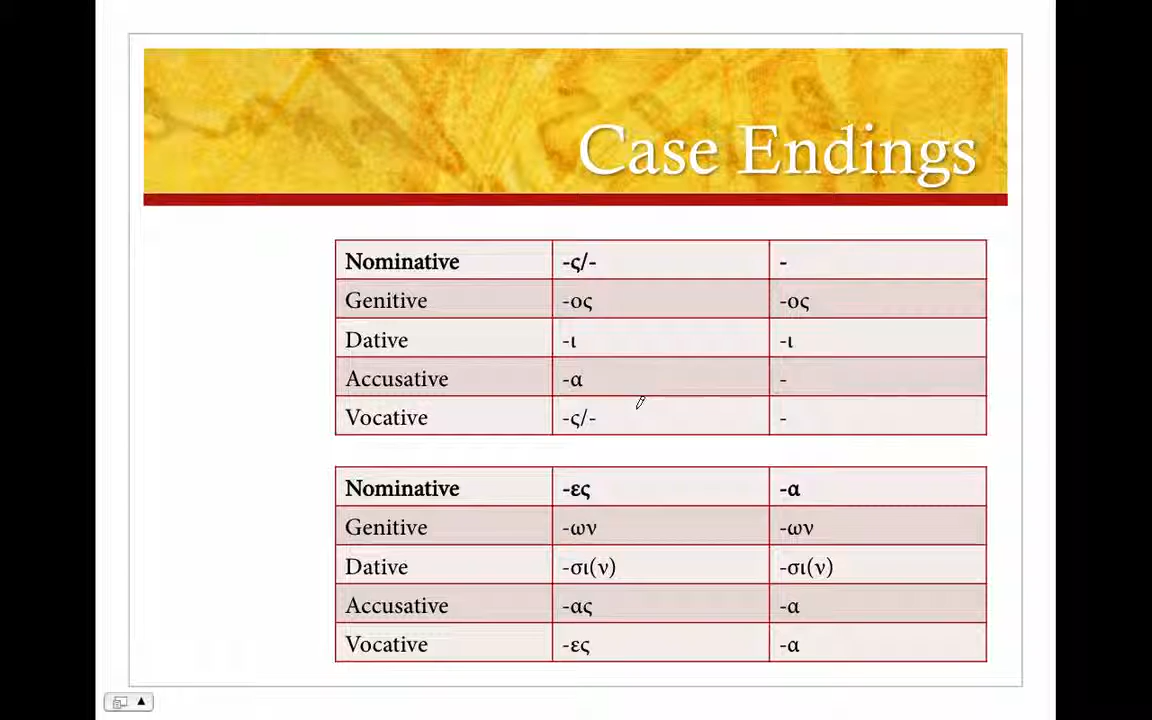 Case Endings
Nominative -ς/- -
Genitive -ος -ος
Dative -ι -ι
Accusative -α -
Vocative -ς/- -
Nominative -ες -α
Genitive -ων -ων
Dative -σι(ν) -σι(ν)
Accusative -ας -α
Vocative -ες -α